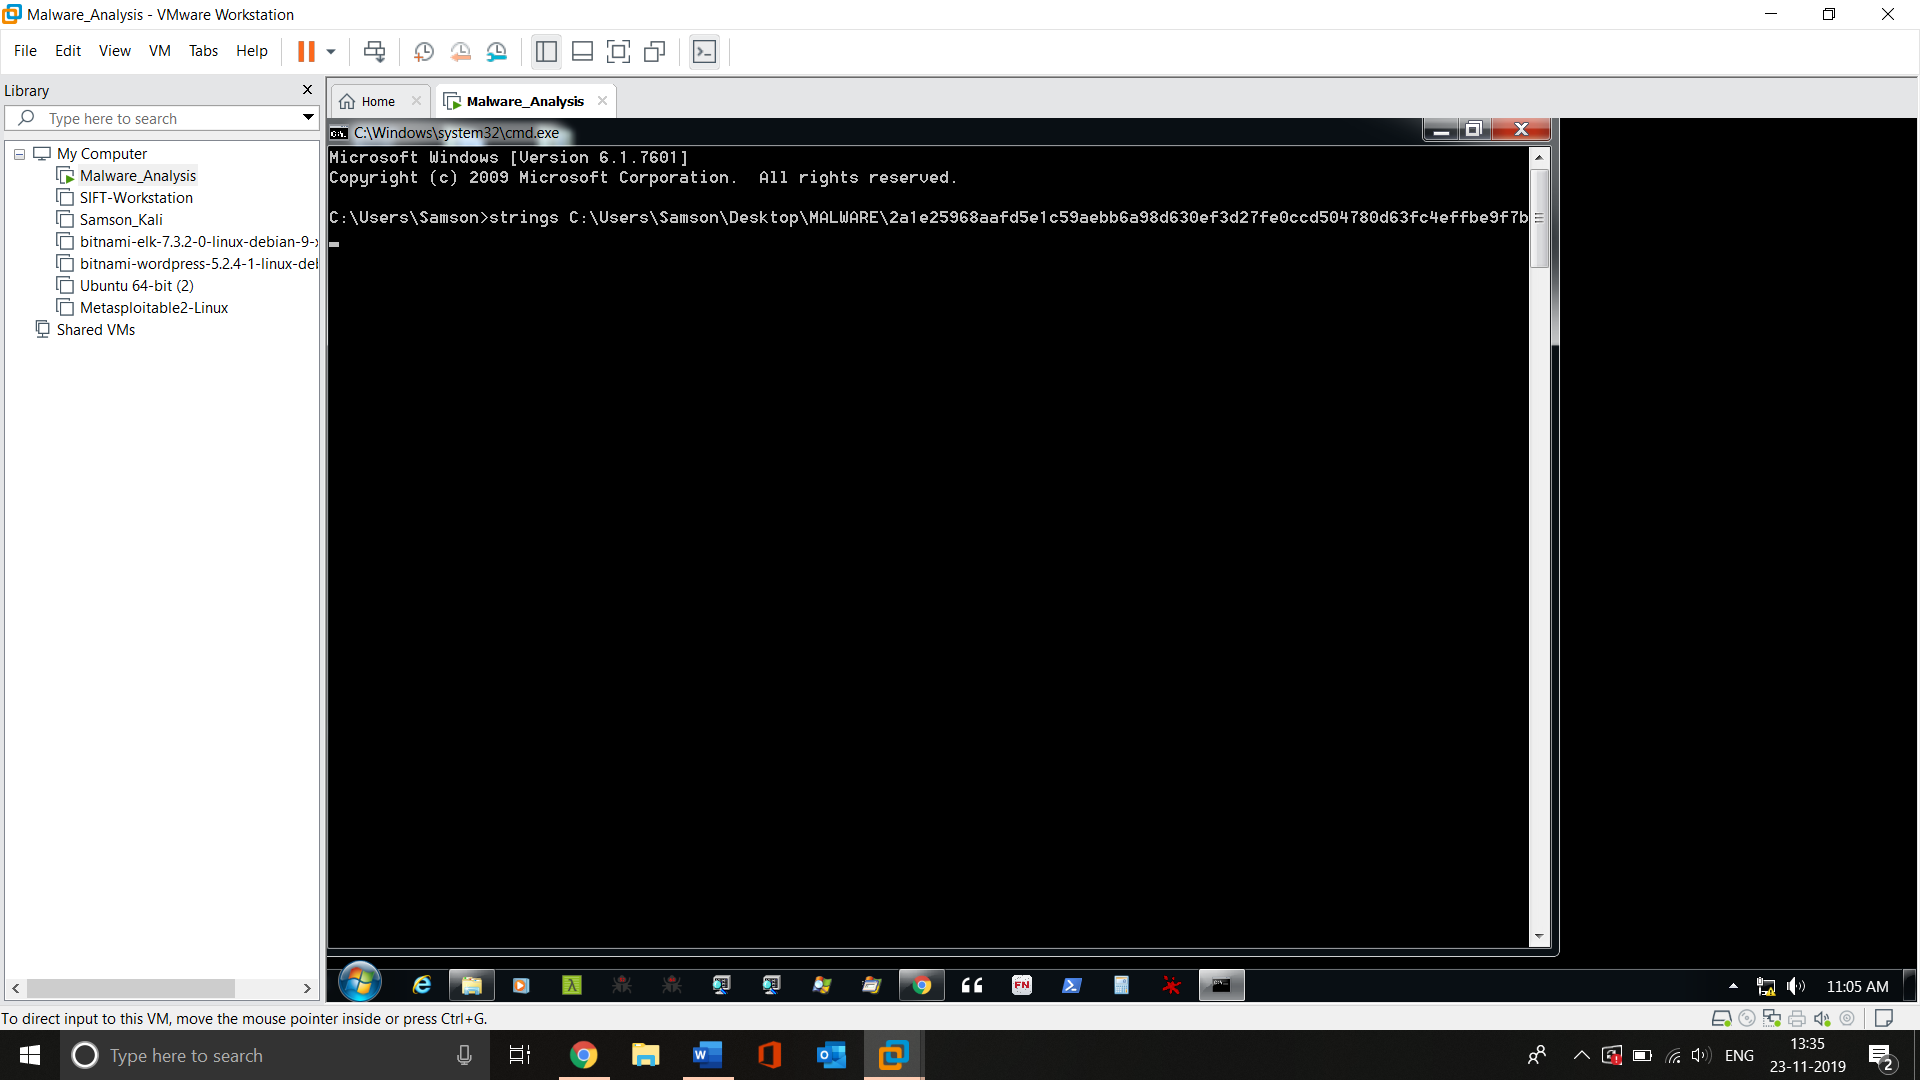 Malware_Analysis - VMware Workstation
File Edit View VM Tabs Help
Library
Type here to search
My Computer
Malware_Analysis
SIFT-Workstation
Samson_Kali
bitnami-elk-7.3.2-0-linux-debian-9-x
bitnami-wordpress-5.2.4-1-linux-del
Ubuntu 64-bit (2)
Metasploitable2-Linux
Shared VMs
Home
Malware_Analysis
C:\Windows\system32\cmd.exe
Microsoft Windows [Version 6.1.7601]
Copyright (c) 2009 Microsoft Corporation.  All rights reserved.
C:\Users\Samson>strings C:\Users\Samson\Desktop\MALWARE\2a1e25968aafd5e1c59aebb6a98d630ef3d27fe0ccd504780d63fc4effbe9f7b
FN
11:05 AM
To direct input to this VM, move the mouse pointer inside or press Ctrl+G.
Type here to search
ENG
13:35
23-11-2019
2